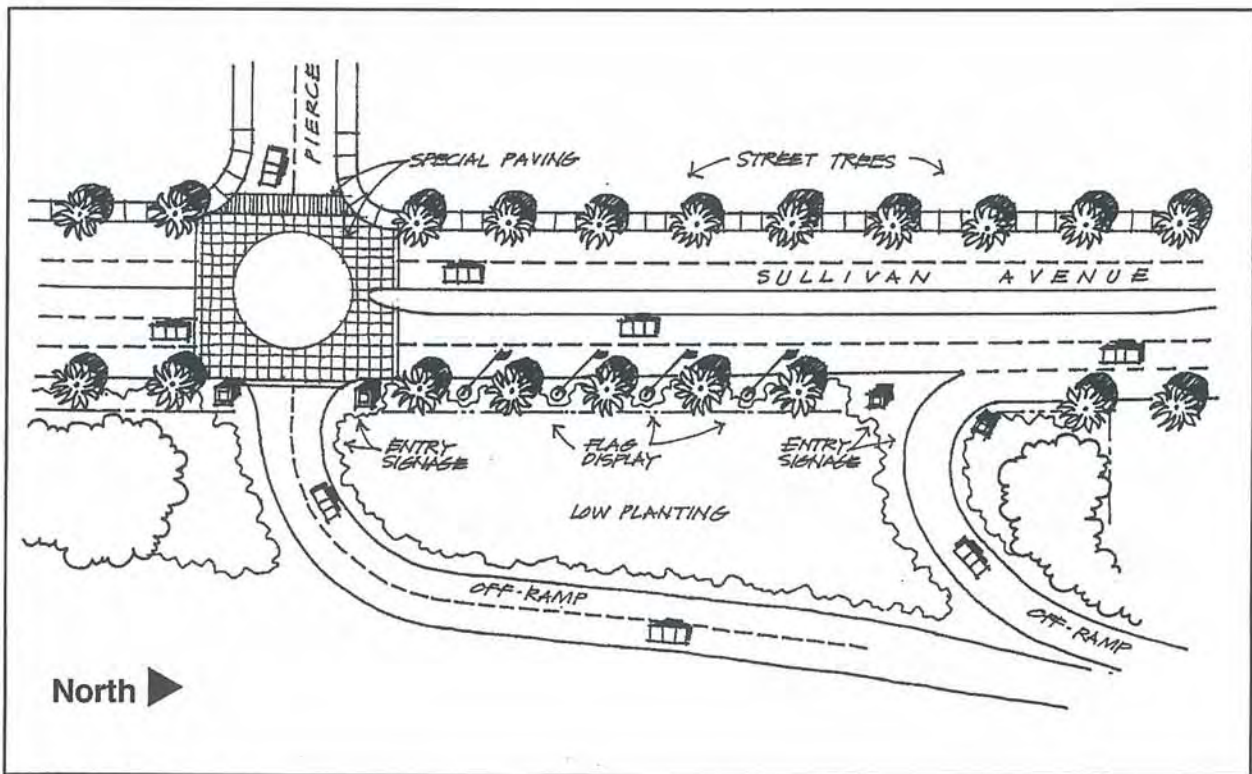 PIERCE
SPECIAL PAVING
STREET TREES
SULLIVAN AVENUE
ENTRY
SIGNAGE
FLAG
DISPLAY
ENTRY
SIGNAGE
LOW PLANTING
OFF-RAMP
OFF-RAMP
North